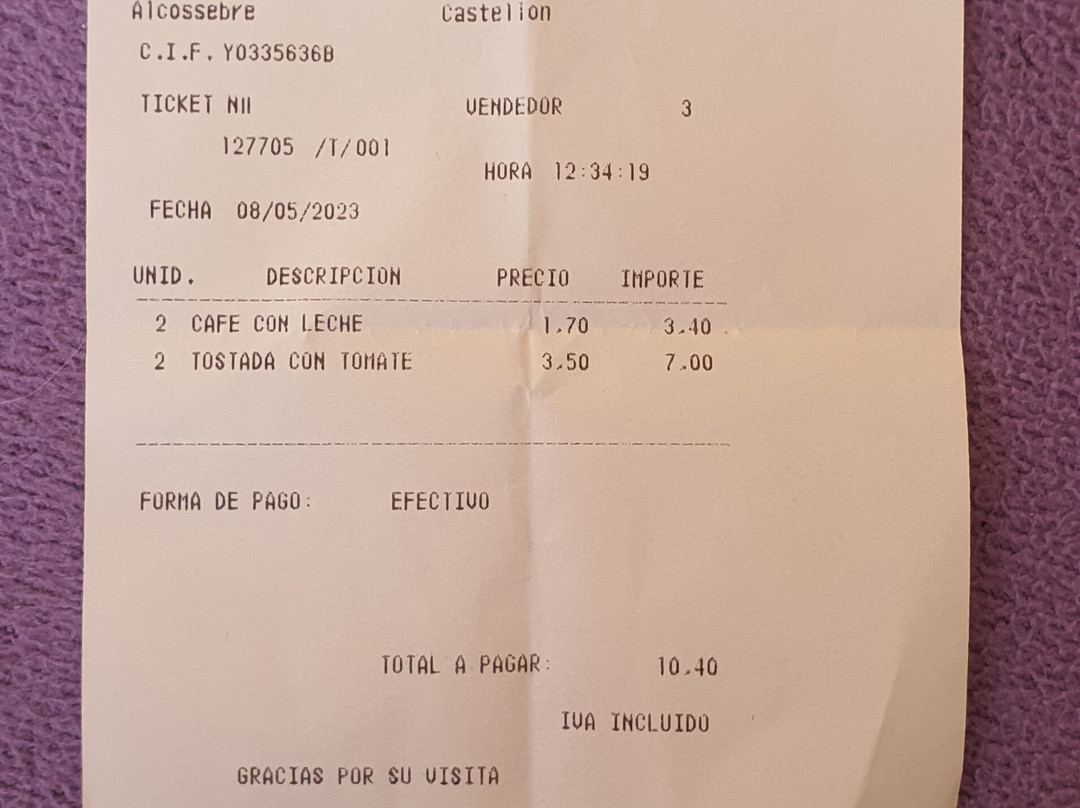 Alcossebre Castellon
C.I.F. Y0335636B
TICKET NII VENDEDOR 3
127705 /T/001
HORA 12:34:19
FECHA 08/05/2023
UNID. DESCRIPCION PRECIO IMPORTE
2 CAFE CON LECHE 1.70 3.40
2 TOSTADA CON TOMATE 3.50 7.00
FORMA DE PAGO: EFECTIVO
TOTAL A PAGAR: 10.40
IVA INCLUIDO
GRACIAS POR SU VISITA